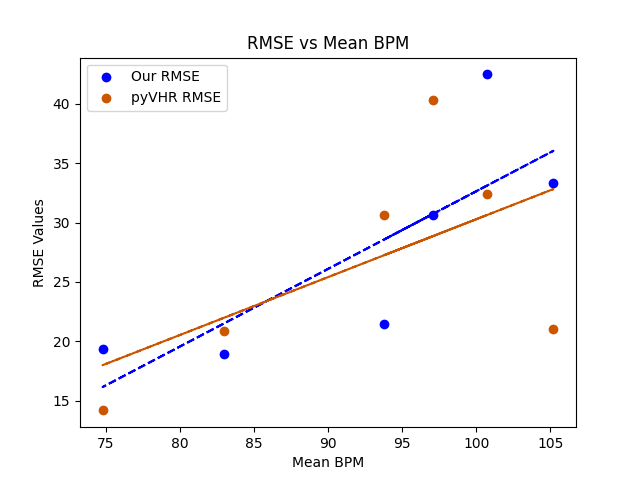 RMSE vs Mean BPM
Our RMSE
pyVHR RMSE
RMSE Values
40
35
30
25
20
15
75 80 85 90 95 100 105
Mean BPM